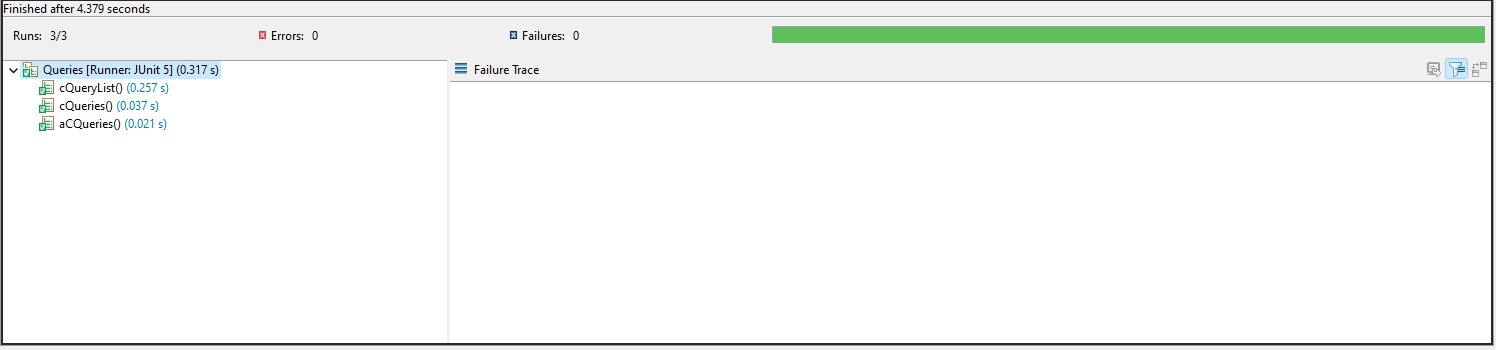 Finished after 4.379 seconds
Runs: 3/3 Errors: 0 Failures: 0
Queries [Runner: JUnit 5] (0.317 s)
Failure Trace
cQueryList() (0.257 s)
cQueries() (0.037 s)
aCQueries() (0.021 s)